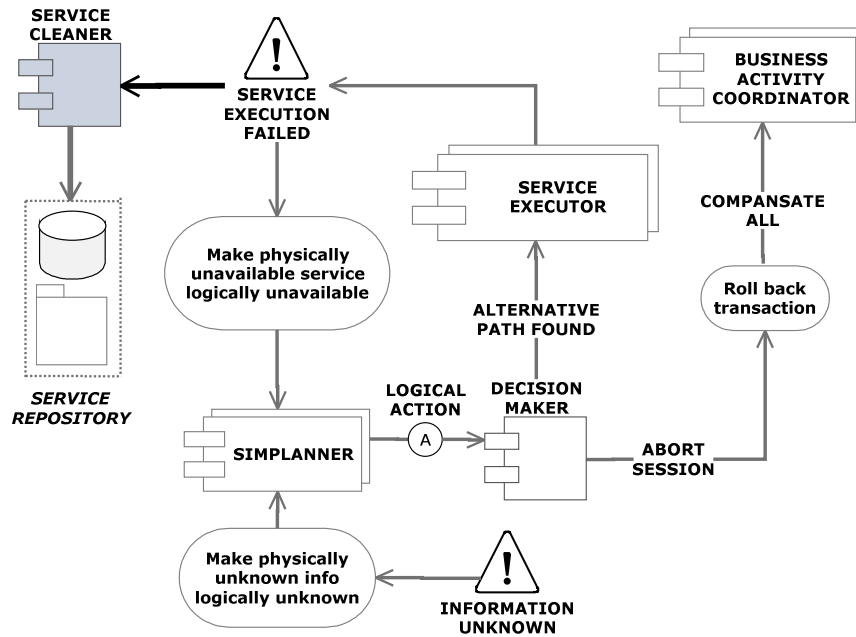 SERVICE
CLEANER
SERVICE
EXECUTION
FAILED
BUSINESS
ACTIVITY
COORDINATOR
SERVICE
EXECUTOR
COMPANSATE
ALL
Make physically
unavailable service
logically unavailable
Roll back
transaction
ALTERNATIVE
PATH FOUND
SERVICE
REPOSITORY
LOGICAL
ACTION
A
DECISION
MAKER
SIMPLANNER
ABORT
SESSION
Make physically
unknown info
logically unknown
INFORMATION
UNKNOWN